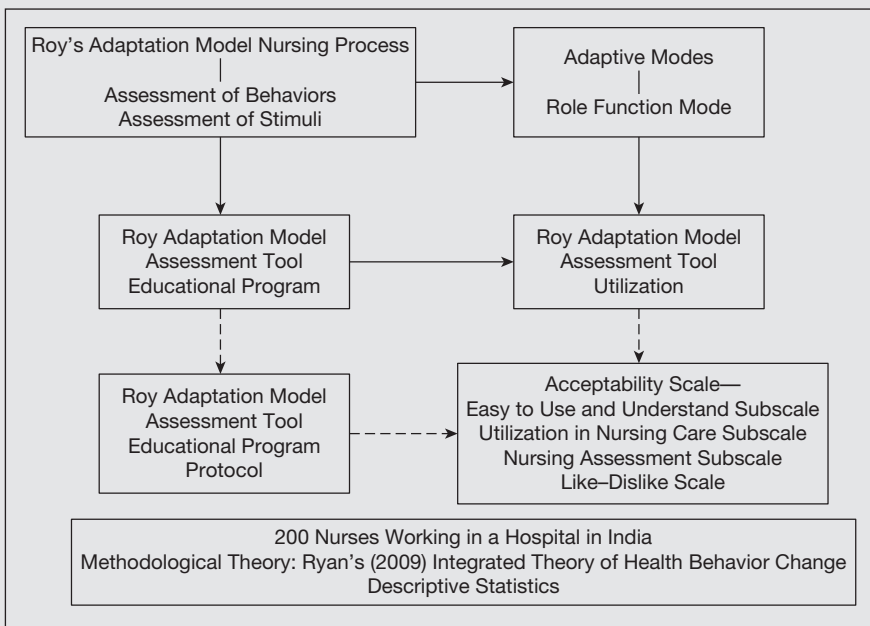 Roy's Adaptation Model Nursing Process
Assessment of Behaviors
Assessment of Stimuli
Adaptive Modes
Role Function Mode
Roy Adaptation Model
Assessment Tool
Educational Program
Roy Adaptation Model
Assessment Tool
Utilization
Roy Adaptation Model
Assessment Tool
Educational Program
Protocol
Acceptability Scale—
Easy to Use and Understand Subscale
Utilization in Nursing Care Subscale
Nursing Assessment Subscale
Like–Dislike Scale
200 Nurses Working in a Hospital in India
Methodological Theory: Ryan's (2009) Integrated Theory of Health Behavior Change
Descriptive Statistics